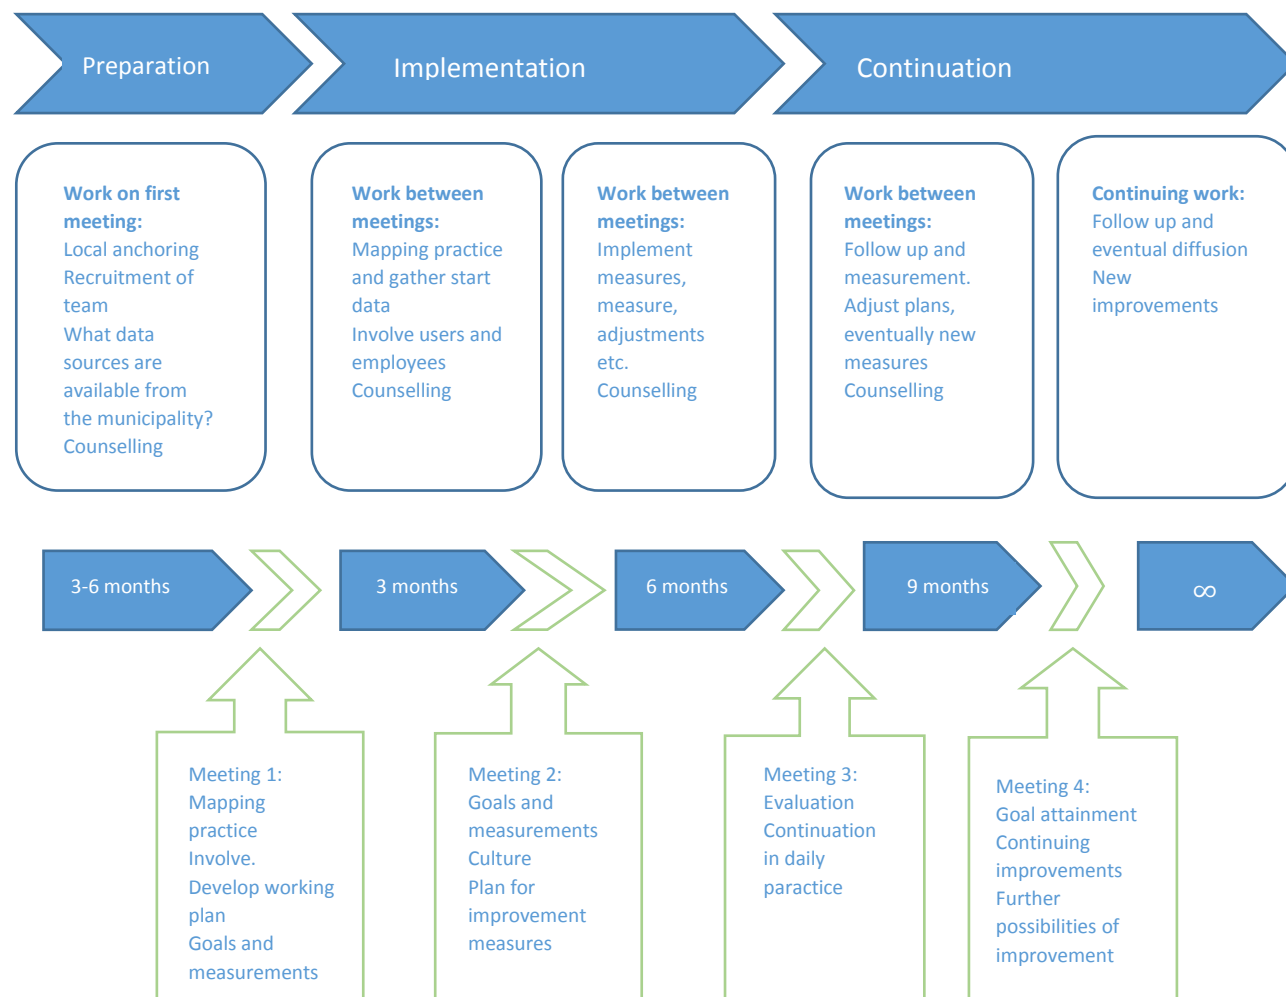 Preparation
Implementation
Continuation
Work on first
meeting:
Local anchoring
Recruitment of
team
What data
sources are
available from
the municipality?
Counselling
Work between
meetings:
Mapping practice
and gather start
data
Involve users and
employees
Counselling
Work between
meetings:
Implement
measures,
measure,
adjustments
etc.
Counselling
Work between
meetings:
Follow up and
measurement.
Adjust plans,
eventually new
measures
Counselling
Continuing work:
Follow up and
eventual diffusion
New
improvements
3-6 months
3 months
6 months
9 months
∞
Meeting 1:
Mapping
practice
Involve.
Develop working
plan
Goals and
measurements
Meeting 2:
Goals and
measurements
Culture
Plan for
improvement
measures
Meeting 3:
Evaluation
Continuation
in daily
paractice
Meeting 4:
Goal attainment
Continuing
improvements
Further
possibilities of
improvement